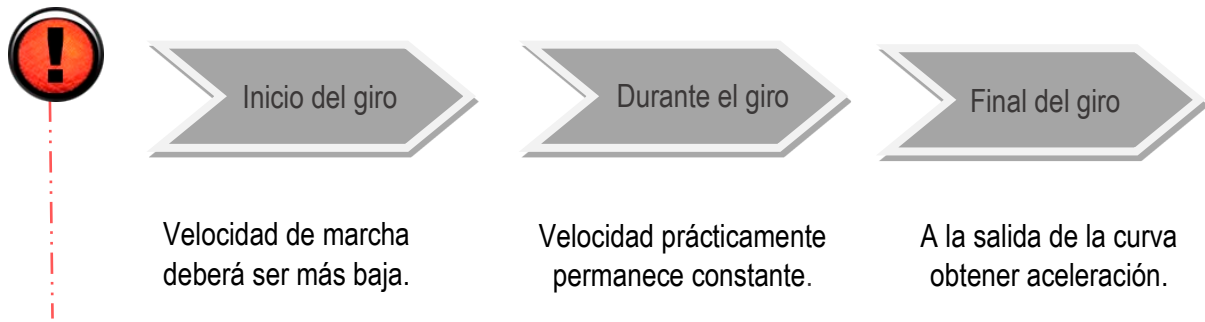 !
Inicio del giro
Durante el giro
Final del giro
Velocidad de marcha
deberá ser más baja.
Velocidad prácticamente
permanece constante.
A la salida de la curva
obtener aceleración.